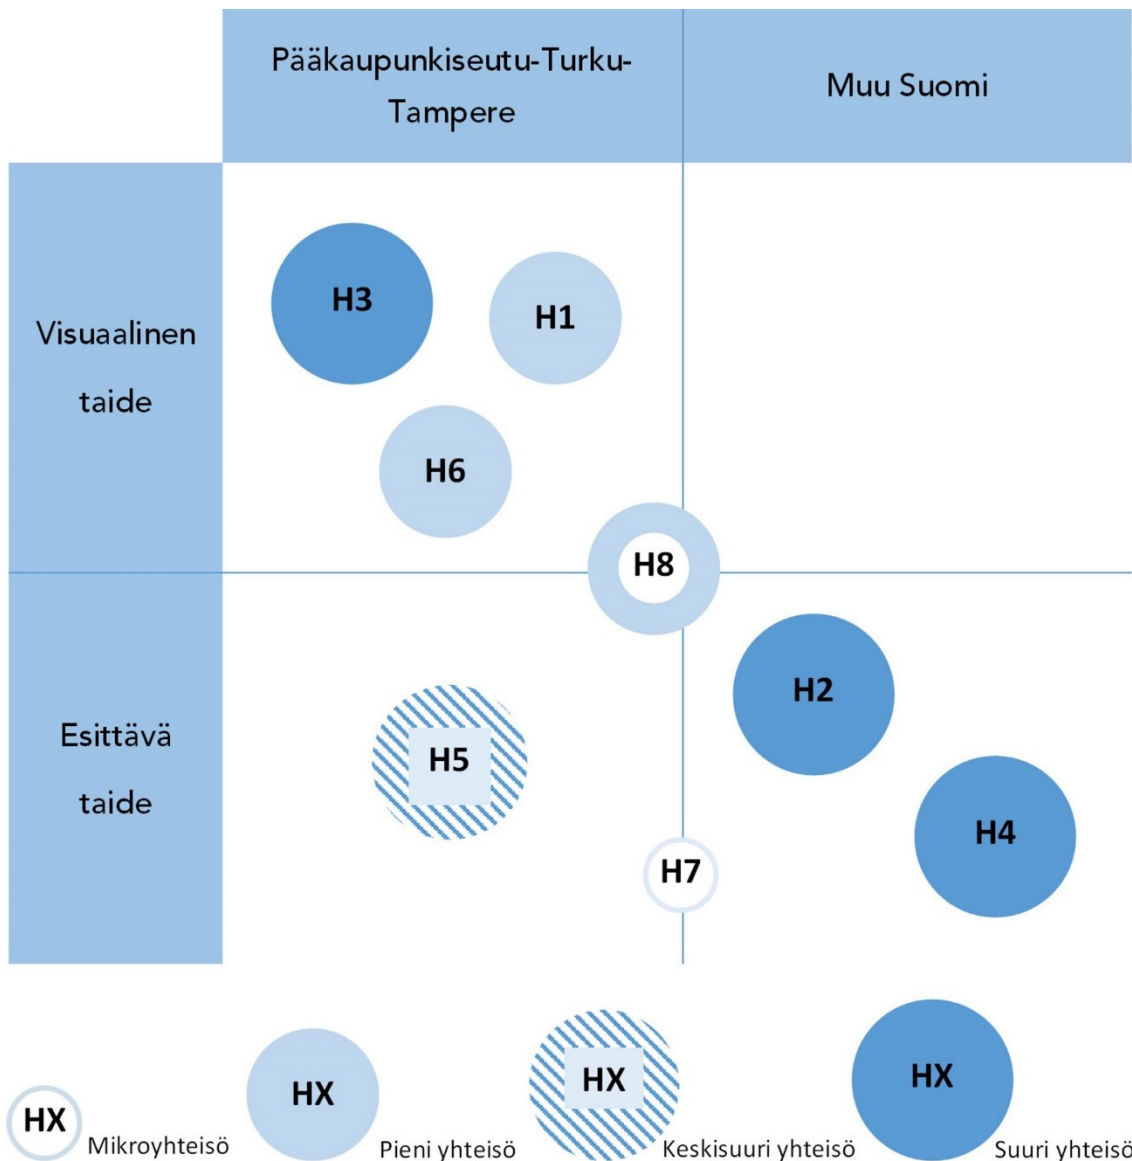 Pääkaupunkiseutu-Turku-
Tampere
Muu Suomi
Visuaalinen
taide
H3
H1
H6
H8
Esittävä
taide
H5
H2
H4
H7
HX
Mikroyhteisö
HX
Pieni yhteisö
HX
Keskisuuri yhteisö
HX
Suuri yhteisö